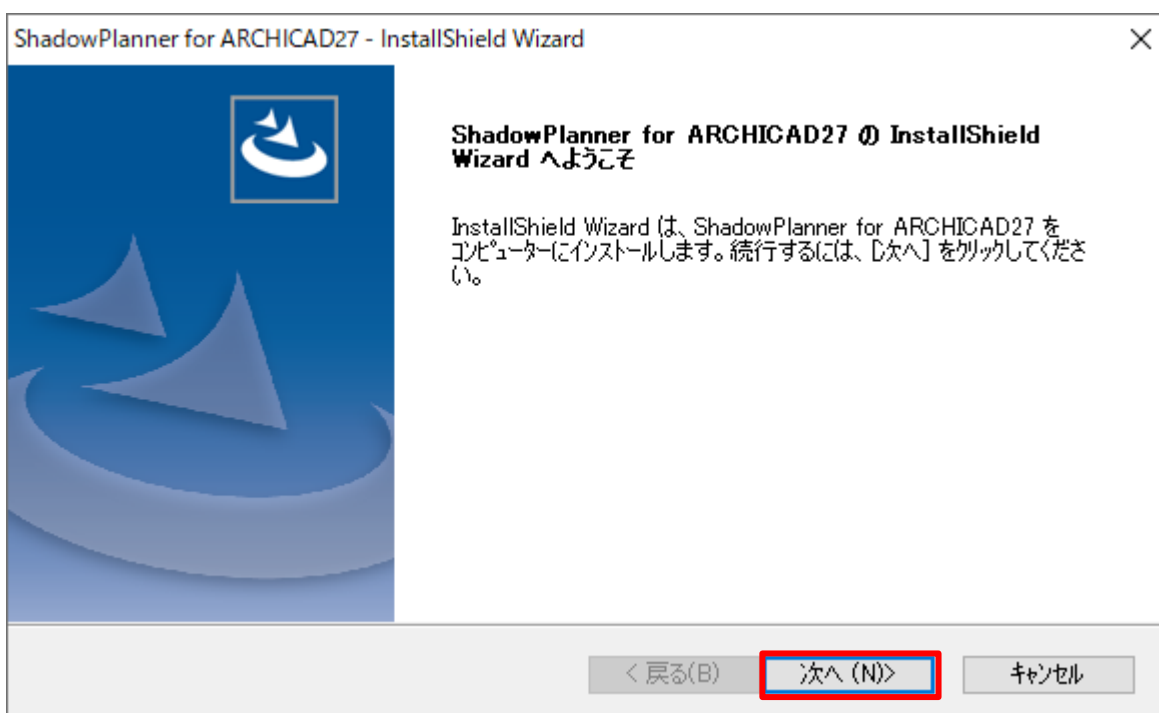 ShadowPlanner for ARCHICAD27 - InstallShield Wizard
ShadowPlanner for ARCHICAD27 の InstallShield
Wizard へようこそ
InstallShield Wizard は、ShadowPlanner for ARCHICAD27 を
コンピューターにインストールします。続行するには、[次へ] をクリックしてくださ
い。
< 戻る(B)
次へ (N)>
キャンセル